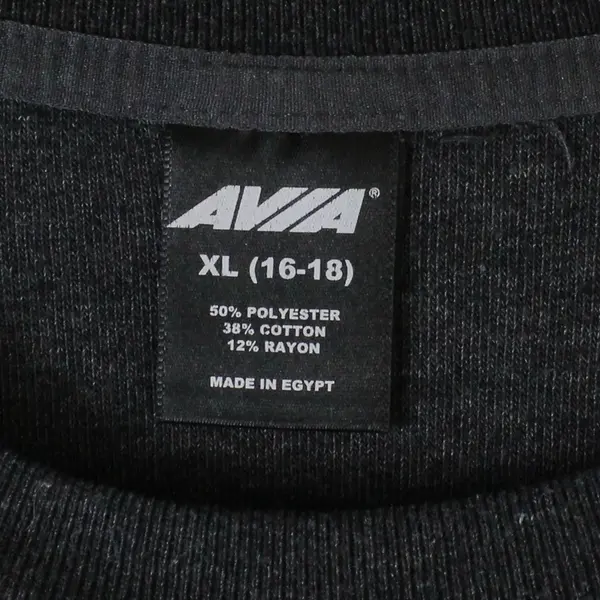 AVIA®
XL (16-18)
50% POLYESTER
38% COTTON
12% RAYON
MADE IN EGYPT